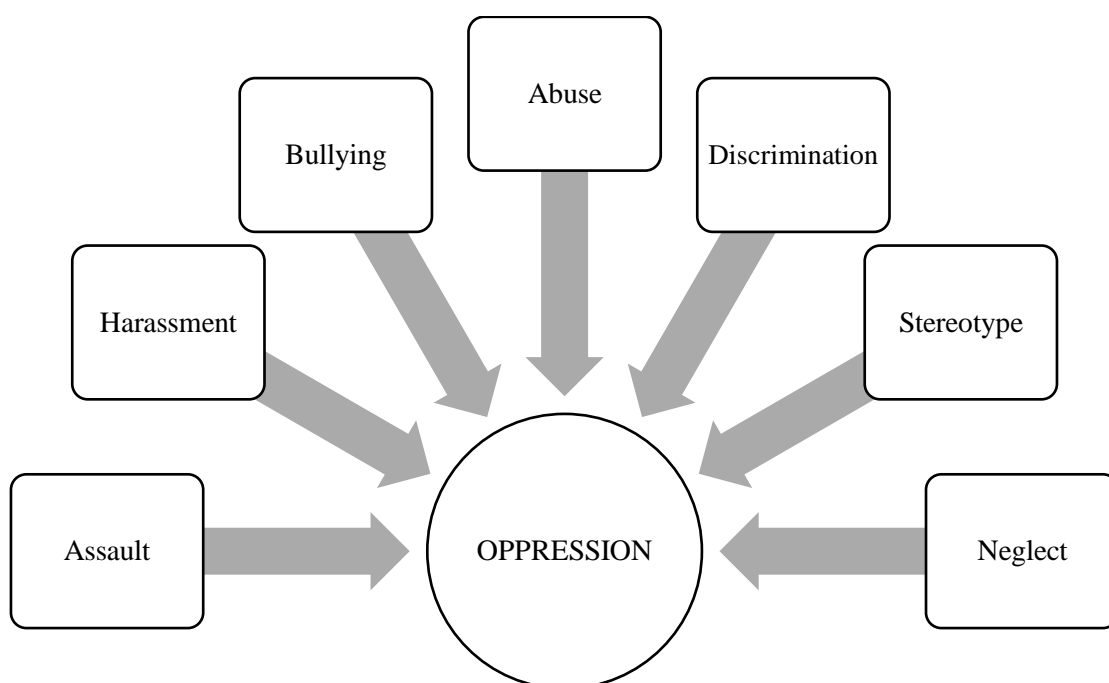 Abuse
Bullying
Discrimination
Harassment
Stereotype
Assault
OPPRESSION
Neglect